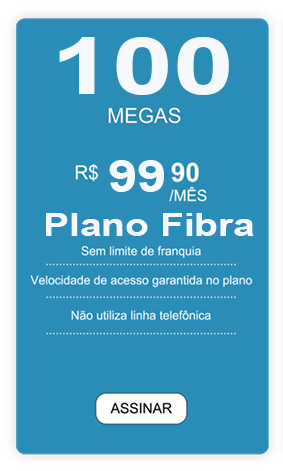 100
MEGAS
R$ 99 90
/MÊS
Plano Fibra
Sem limite de franquia
Velocidade de acesso garantida no plano
Não utiliza linha telefônica
ASSINAR